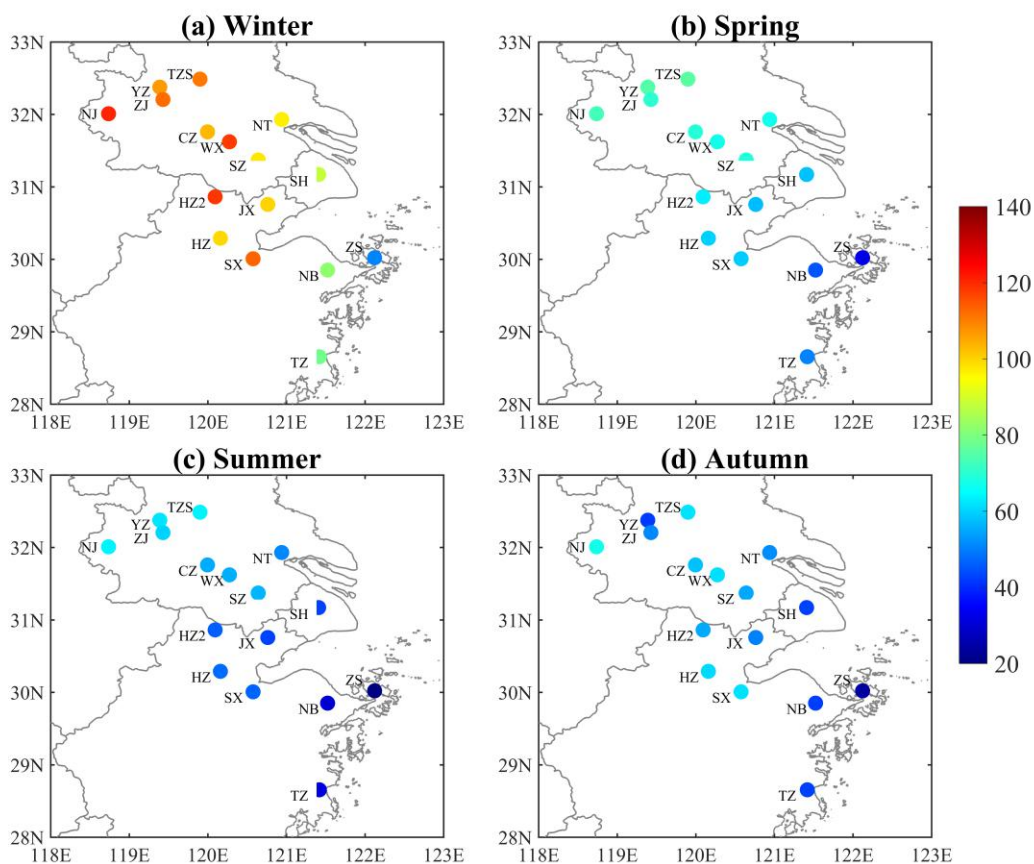 (a) Winter
33N
32N
31N
30N
29N
28N
118E 119E 120E 121E 122E 123E
TZS
YZ
ZJ
NJ
NT
CZ
WX
SZ
SH
HZ2
JX
HZ
ZS
SX
NB
TZ
(b) Spring
33N
32N
31N
30N
29N
28N
118E 119E 120E 121E 122E 123E
TZS
YZ
ZJ
NJ
NT
CZ
WX
SZ
SH
HZ2
JX
HZ
ZS
SX
NB
TZ
(c) Summer
33N
32N
31N
30N
29N
28N
118E 119E 120E 121E 122E 123E
TZS
YZ
ZJ
NJ
NT
CZ
WX
SZ
SH
HZ2
JX
HZ
ZS
SX
NB
TZ
(d) Autumn
33N
32N
31N
30N
29N
28N
118E 119E 120E 121E 122E 123E
TZS
YZ
ZJ
NJ
NT
CZ
WX
SZ
SH
HZ2
JX
HZ
ZS
SX
NB
TZ
140
120
100
80
60
40
20